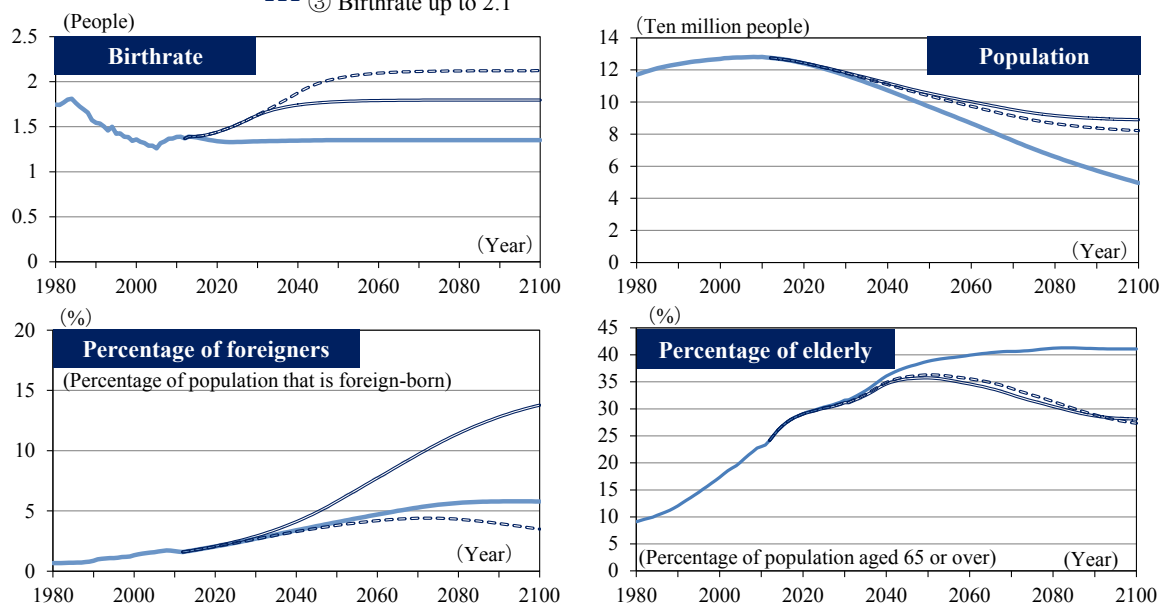 ③ Birthrate up to 2.1
(People)
Birthrate
2.5
2
1.5
1
0.5
0
(Year)
1980 2000 2020 2040 2060 2080 2100
(Ten million people)
Population
14
12
10
8
6
4
2
0
(Year)
1980 2000 2020 2040 2060 2080 2100
(%)
Percentage of foreigners
(Percentage of population that is foreign-born)
20
15
10
5
0
(Year)
1980 2000 2020 2040 2060 2080 2100
(%)
Percentage of elderly
45
40
35
30
25
20
15
10
5
0
(Percentage of population aged 65 or over) (Year)
1980 2000 2020 2040 2060 2080 2100